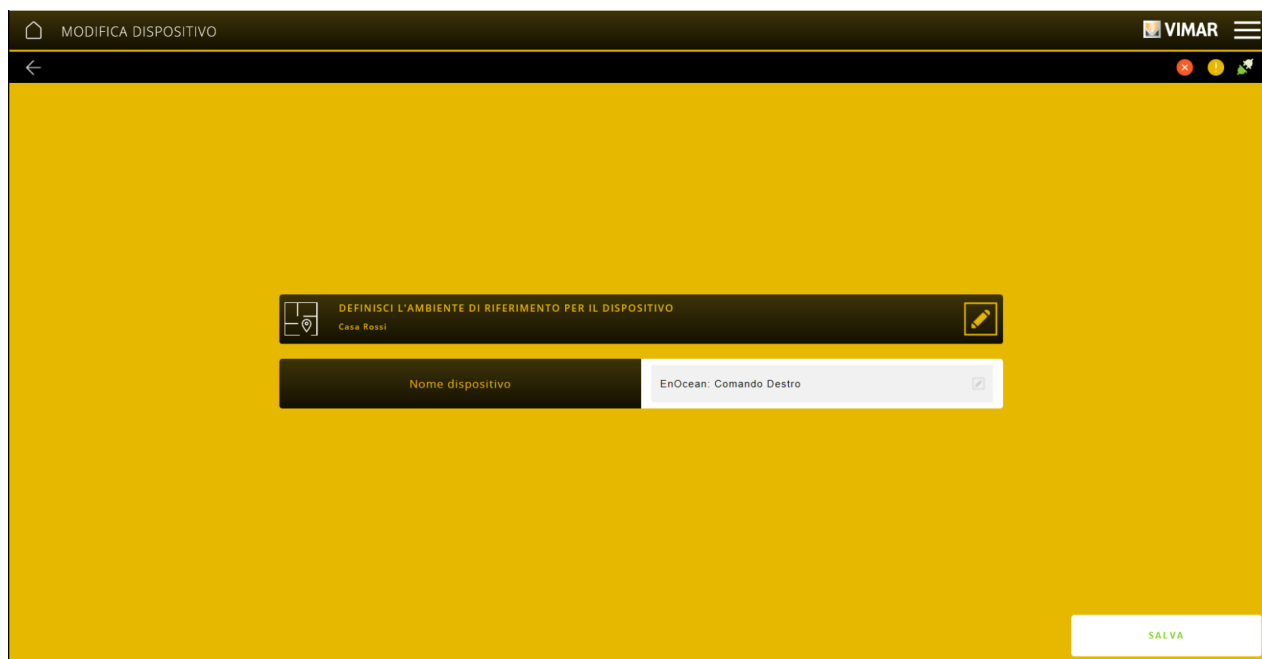 MODIFICA DISPOSITIVO
VIMAR
DEFINISCI L'AMBIENTE DI RIFERIMENTO PER IL DISPOSITIVO
Casa Rossi
Nome dispositivo
EnOcean: Comando Destro
SALVA